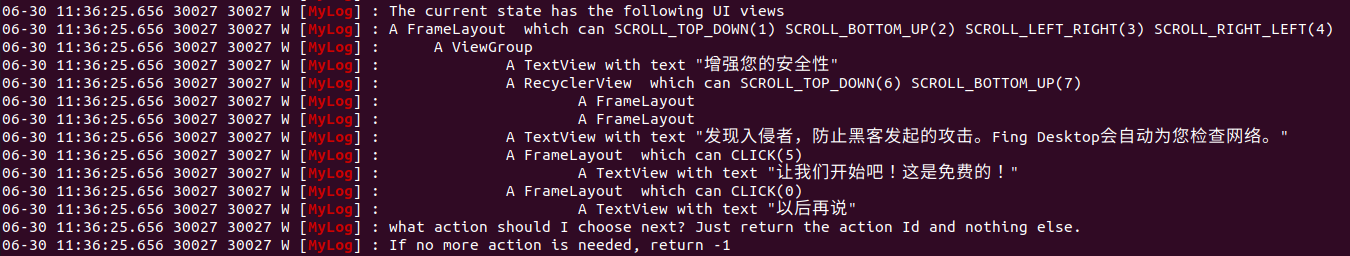 06-30 11:36:25.656 30027 30027 W [MyLog] : The current state has the following UI views
06-30 11:36:25.656 30027 30027 W [MyLog] : A FrameLayout  which can SCROLL_TOP_DOWN(1) SCROLL_BOTTOM_UP(2) SCROLL_LEFT_RIGHT(3) SCROLL_RIGHT_LEFT(4)
06-30 11:36:25.656 30027 30027 W [MyLog] :      A ViewGroup
06-30 11:36:25.656 30027 30027 W [MyLog] :              A TextView with text "增强您的安全性"
06-30 11:36:25.656 30027 30027 W [MyLog] :              A RecyclerView  which can SCROLL_TOP_DOWN(6) SCROLL_BOTTOM_UP(7)
06-30 11:36:25.656 30027 30027 W [MyLog] :                      A FrameLayout
06-30 11:36:25.656 30027 30027 W [MyLog] :                      A FrameLayout
06-30 11:36:25.656 30027 30027 W [MyLog] :              A TextView with text "发现入侵者，防止黑客发起的攻击。Fing Desktop会自动为您检查网络。"
06-30 11:36:25.656 30027 30027 W [MyLog] :              A FrameLayout  which can CLICK(5)
06-30 11:36:25.656 30027 30027 W [MyLog] :                      A TextView with text "让我们开始吧！这是免费的！"
06-30 11:36:25.656 30027 30027 W [MyLog] :              A FrameLayout  which can CLICK(0)
06-30 11:36:25.656 30027 30027 W [MyLog] :                      A TextView with text "以后再说"
06-30 11:36:25.656 30027 30027 W [MyLog] : what action should I choose next? Just return the action Id and nothing else.
06-30 11:36:25.656 30027 30027 W [MyLog] : If no more action is needed, return -1